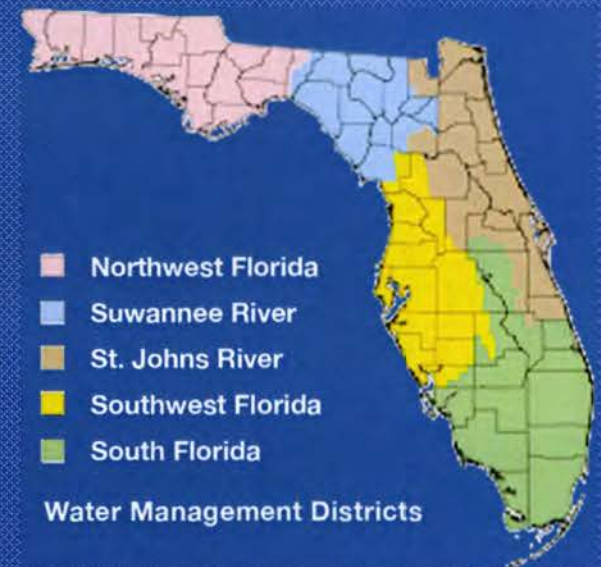 Northwest Florida
Suwannee River
St. Johns River
Southwest Florida
South Florida
Water Management Districts